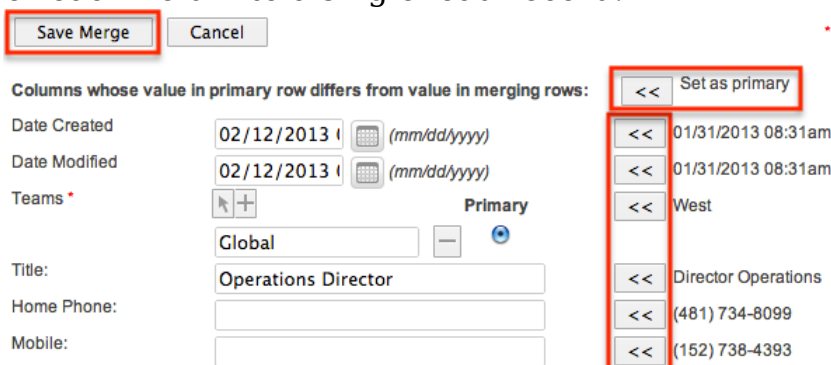 Save Merge Cancel *
Columns whose value in primary row differs from value in merging rows: << Set as primary
Date Created 02/12/2013 (mm/dd/yyyy) << 01/31/2013 08:31am
Date Modified 02/12/2013 (mm/dd/yyyy) << 01/31/2013 08:31am
Teams * Primary << West
Global
Title: Operations Director << Director Operations
Home Phone: << (481) 734-8099
Mobile: << (152) 738-4393